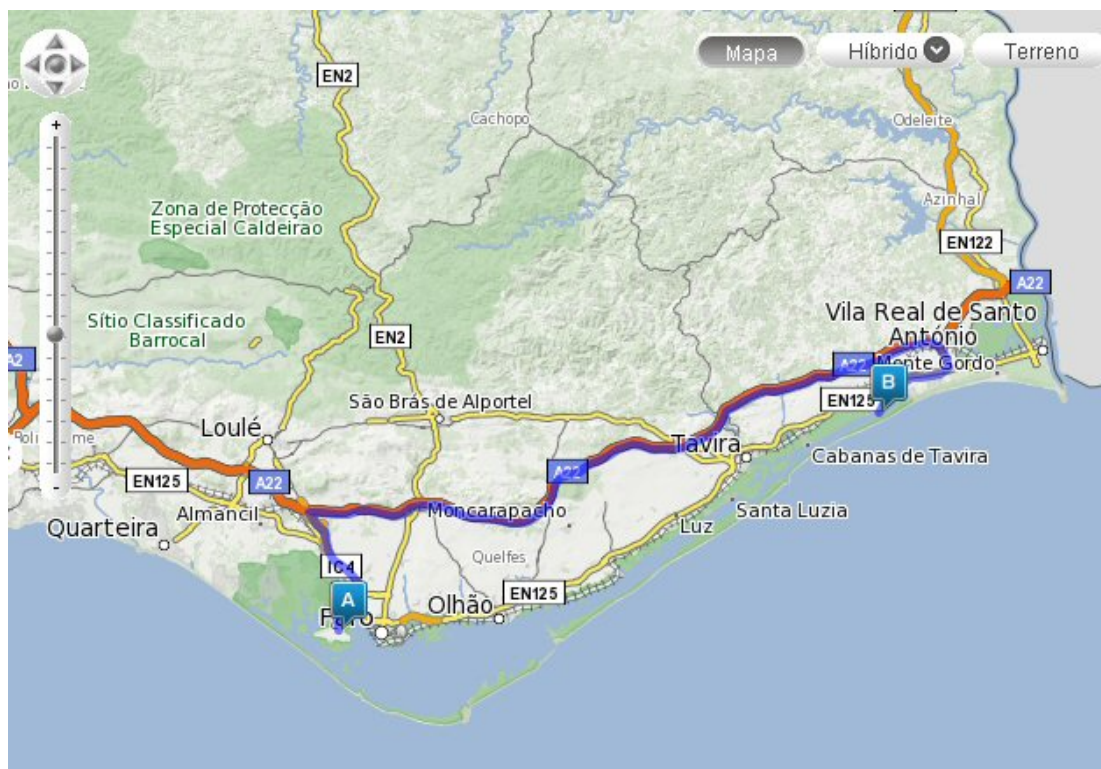 Mapa
Híbrido
Terreno
EN2
Cachopo
Odeleite
Azinhal
Zona de Protecção
Especial Caldeirao
EN122
A22
Sítio Classificado
Barrocal
EN2
Vila Real de Santo
António
A2
A22
Monte Gordo
B
EN125
São Brás de Alportel
Loulé
Tavira
Cabanas de Tavira
EN125
A22
A22
Almancil
Moncarapacho
Santa Luzia
Quarteira
Luz
Quelfes
IC4
A
EN125
Olhão
Faro